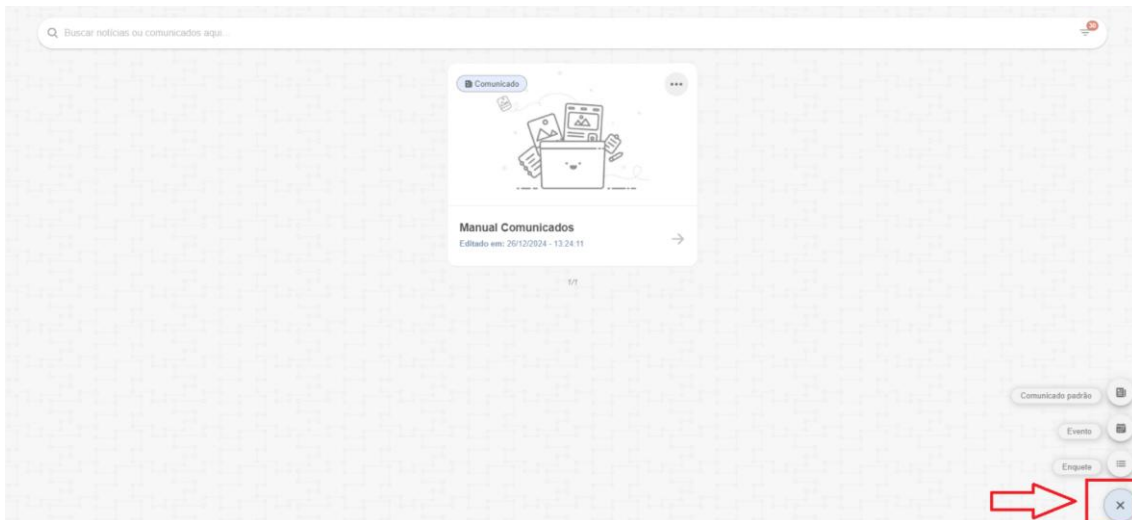 Buscar notícias ou comunicados aqui...
30
Comunicado
Manual Comunicados
Editado em: 26/12/2024 - 13:24:11
1/1
Comunicado padrão
Evento
Enquete